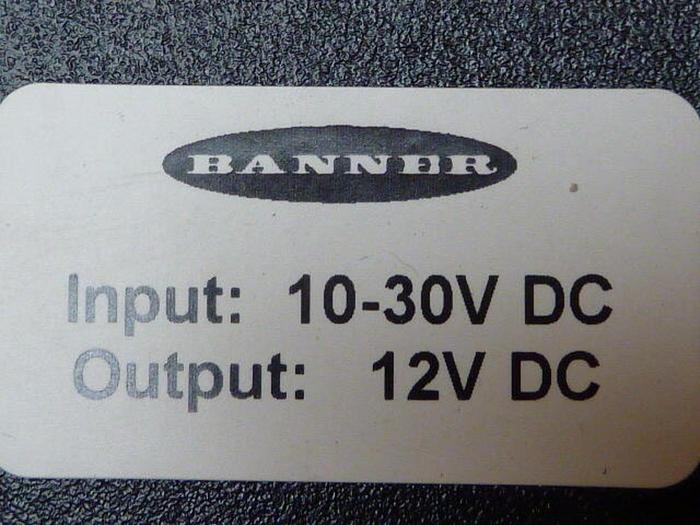 BANNER
Input: 10-30V DC
Output: 12V DC